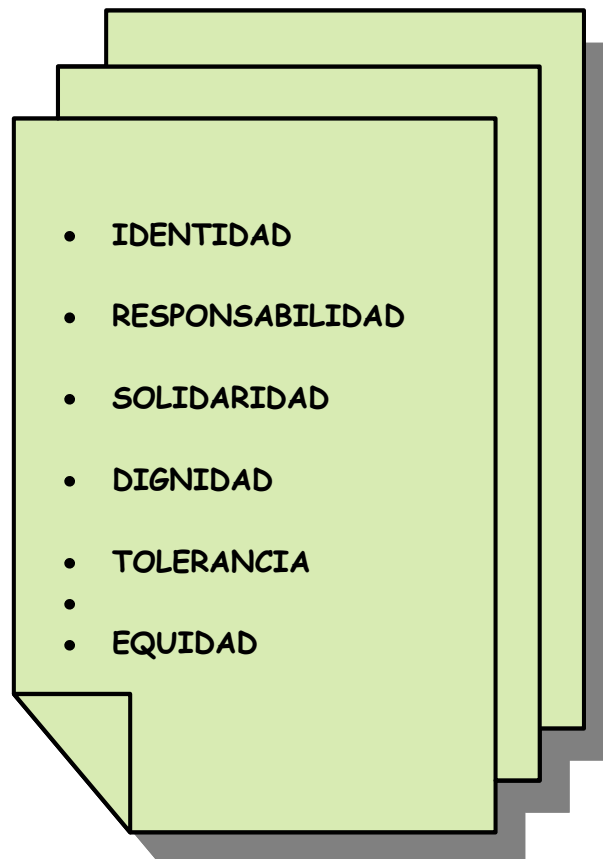 • IDENTIDAD
• RESPONSABILIDAD
• SOLIDARIDAD
• DIGNIDAD
• TOLERANCIA
•
• EQUIDAD